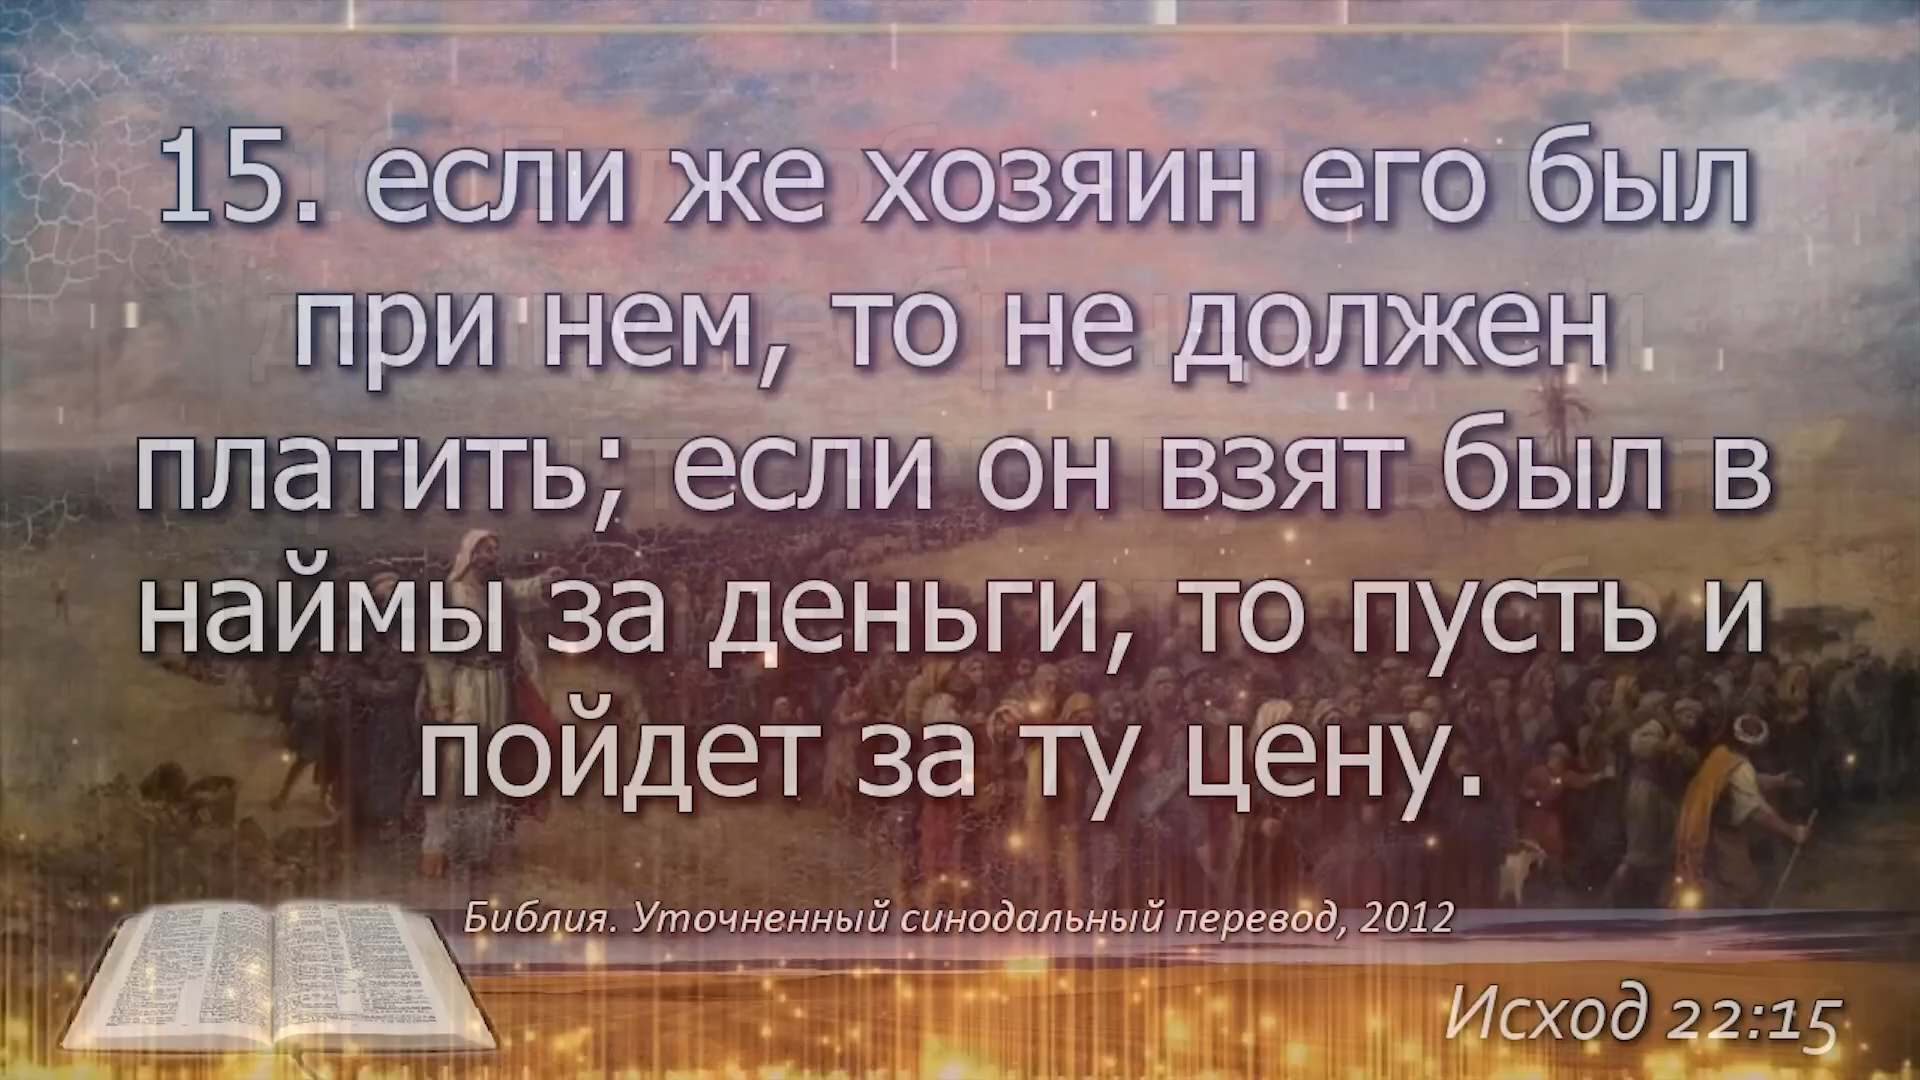 15. если же хозяин его был
при нем, то не должен
платить; если он взят был в
наймы за деньги, то пусть и
пойдет за ту цену.
Библия. Уточненный синодальный перевод, 2012
Исход 22:15